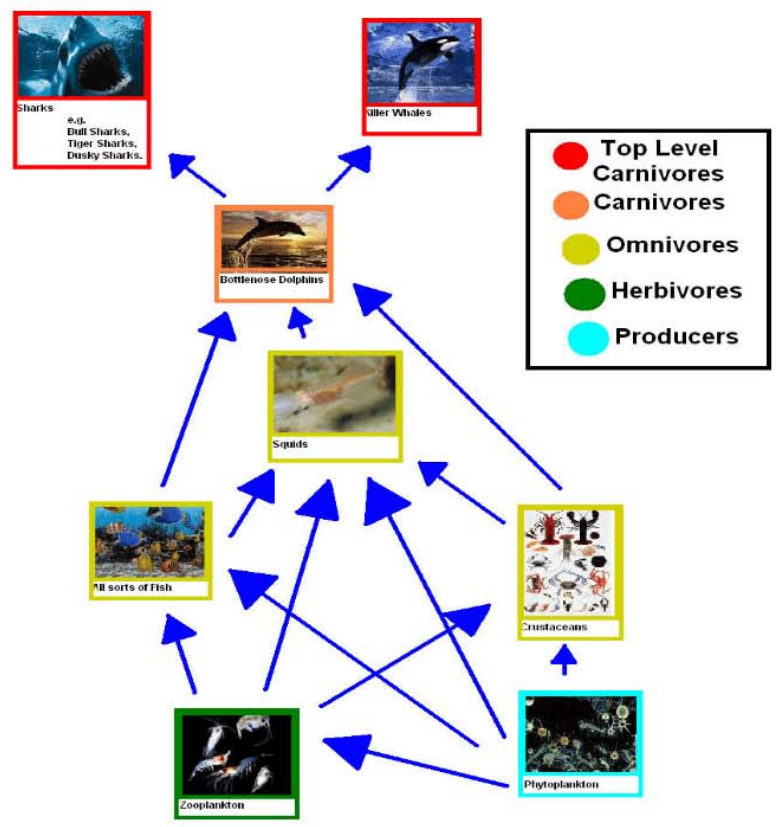 Sharks
e.g.
Bull Sharks,
Tiger Sharks,
Dusky Sharks.
Killer Whales
Top Level
Carnivores
Carnivores
Omnivores
Herbivores
Producers
Bottlenose Dolphins
Squids
All sorts of Fish
Crustaceans
Zooplankton
Phytoplankton